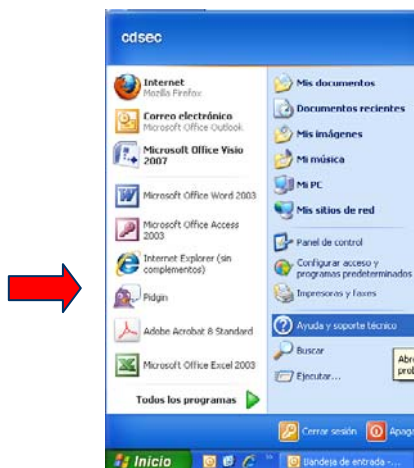 cdsec
Internet
Mozilla Firefox
Correo electrónico
Microsoft Office Outlook
Microsoft Office Visio
2007
Microsoft Office Word 2003
Microsoft Office Access
2003
Internet Explorer (sin
complementos)
Pidgin
Adobe Acrobat 8 Standard
Microsoft Office Excel 2003
Todos los programas
Mis documentos
Documentos recientes
Mis imágenes
Mi música
Mi PC
Mis sitios de red
Panel de control
Configurar acceso y
programas predeterminados
Impresoras y faxes
Ayuda y soporte técnico
Buscar
Abre
prob
Ejecutar...
Cerrar sesión
Apaga
Inicio
Bandeja de entrada -...